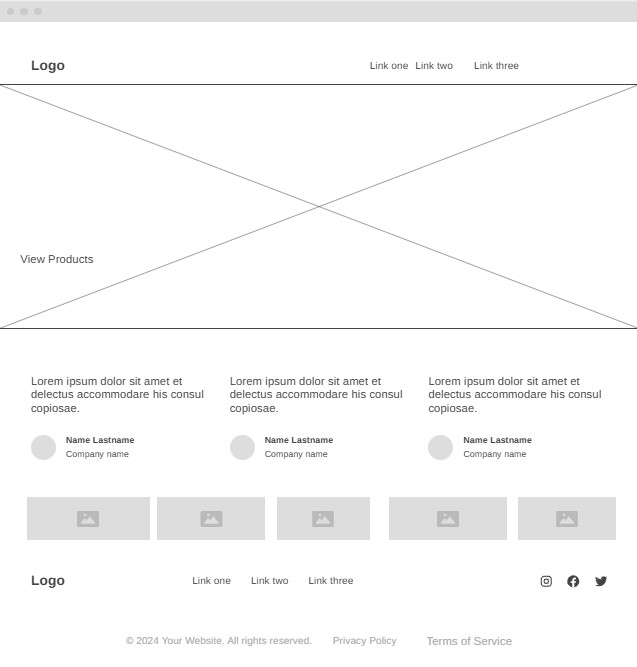 Logo
Link one Link two Link three
View Products
Lorem ipsum dolor sit amet et
delectus accommodare his consul
copiosae.
Name Lastname
Company name
Lorem ipsum dolor sit amet et
delectus accommodare his consul
copiosae.
Name Lastname
Company name
Lorem ipsum dolor sit amet et
delectus accommodare his consul
copiosae.
Name Lastname
Company name
Logo
Link one Link two Link three
© 2024 Your Website. All rights reserved. Privacy Policy Terms of Service